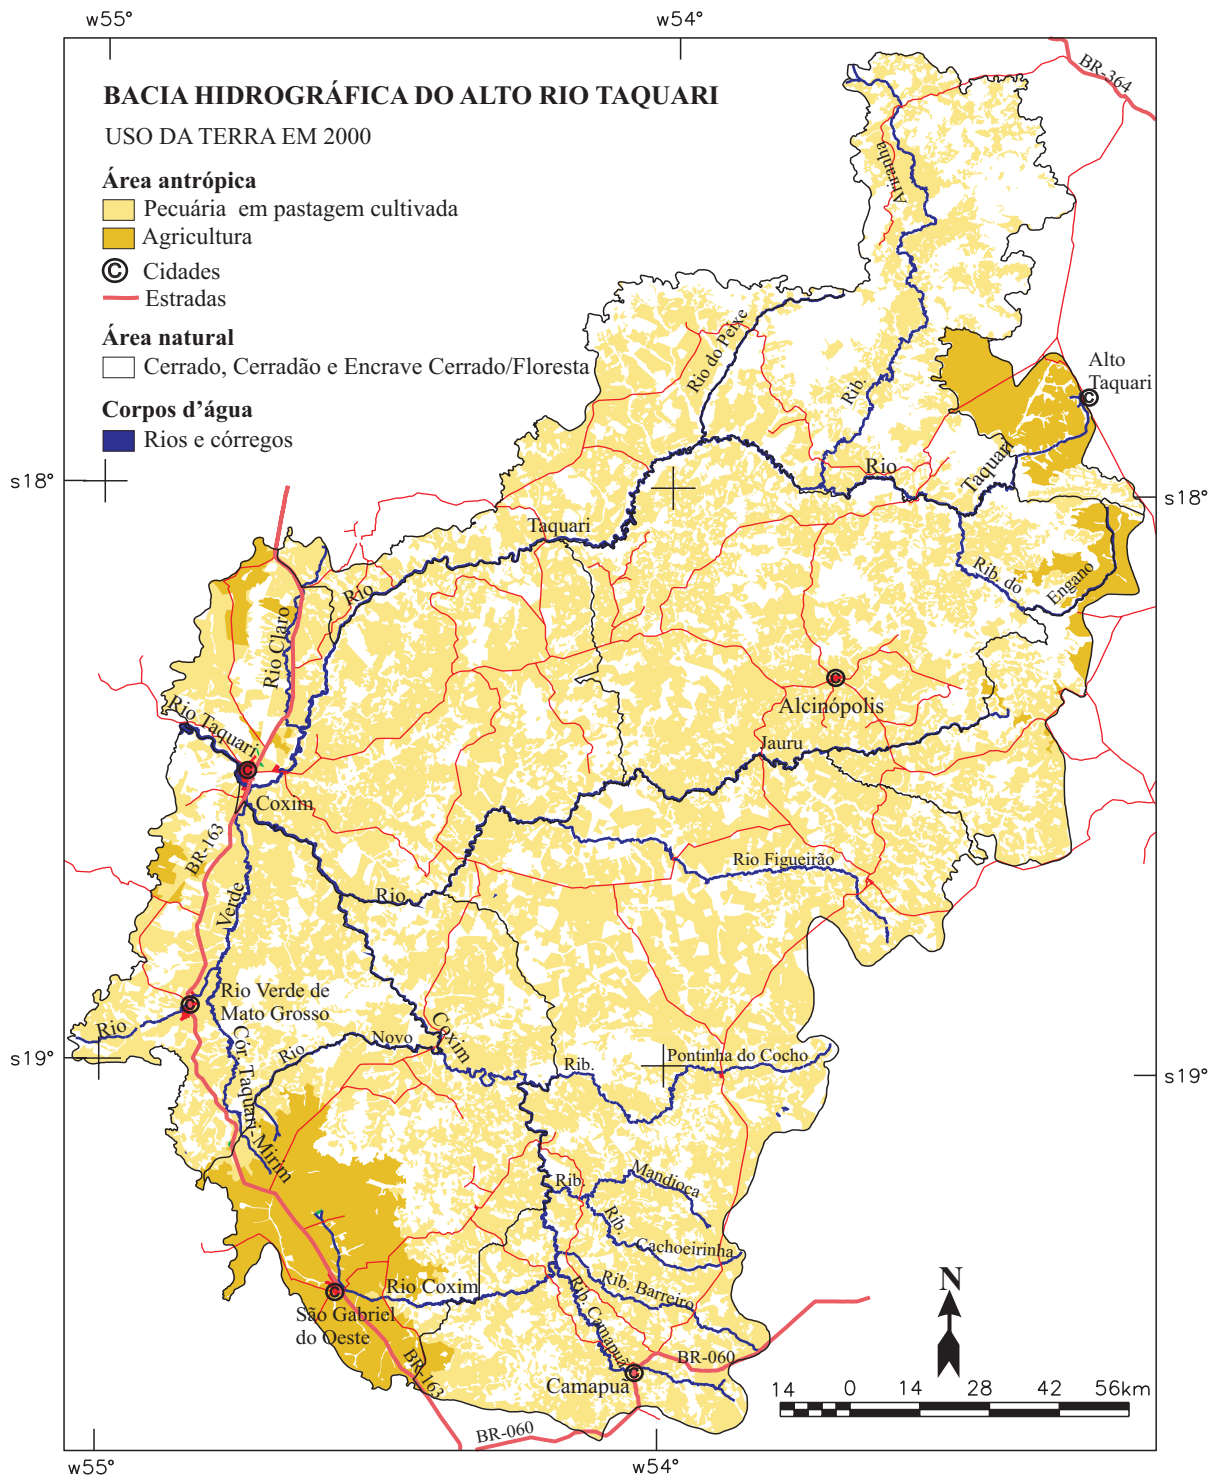 w55°
w54°
BR-364
BACIA HIDROGRÁFICA DO ALTO RIO TAQUARI
USO DA TERRA EM 2000
Área antrópica
Pecuária em pastagem cultivada
Agricultura
© Cidades
Estradas
Área natural
Cerrado, Cerradão e Encrave Cerrado/Floresta
Corpos d’água
Rios e córregos
Ariranha
Rib.
Rio do Peixe
Alto
Taquari
©
s18°
s18°
Rio
Taquari
Taquari
Rio
Rib. do
Engano
Rio Claro
Rio Taquari
©
Coxim
©
Alcinópolis
Jauru
BR-163
Rio Figueirão
Rio
Verde
©
Rio Verde de
Mato Grosso
Rio
s19°
s19°
Cór. Taquari-Mirim
Rio
Novo
Coxim
Rib.
Pontinha do Cocho
Rib.
Mandioca
Rib.
Cachoeirinha
Rib. Barreiro
Rib. Camapuã
Rio Coxim
©
São Gabriel
do Oeste
BR-163
©
Camapuã
BR-060
BR-060
N
14 0 14 28 42 56km
w55°
w54°